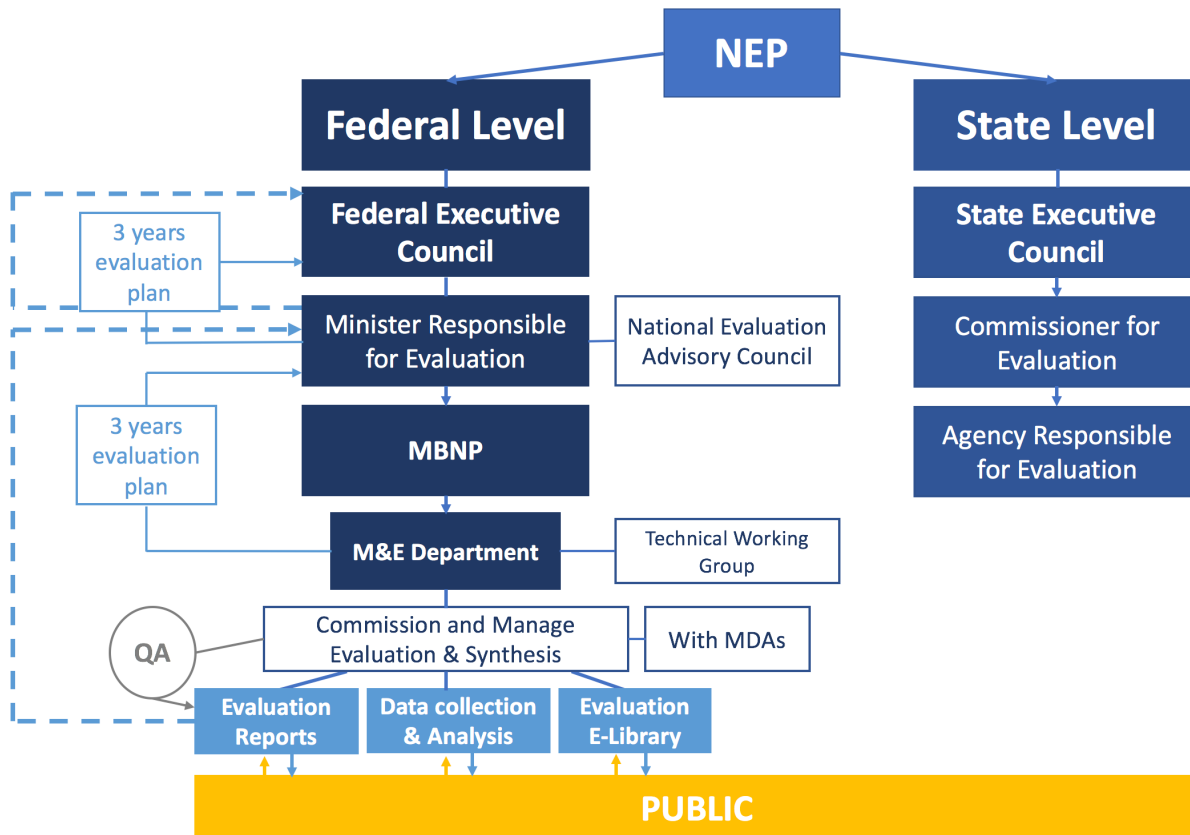 NEP
Federal Level
State Level
Federal Executive
Council
State Executive
Council
3 years
evaluation
plan
Minister Responsible
for Evaluation
National Evaluation
Advisory Council
Commissioner for
Evaluation
3 years
evaluation
plan
MBNP
Agency Responsible
for Evaluation
M&E Department
Technical Working
Group
QA
Commission and Manage
Evaluation & Synthesis
With MDAs
Evaluation
Reports
Data collection
& Analysis
Evaluation
E-Library
PUBLIC